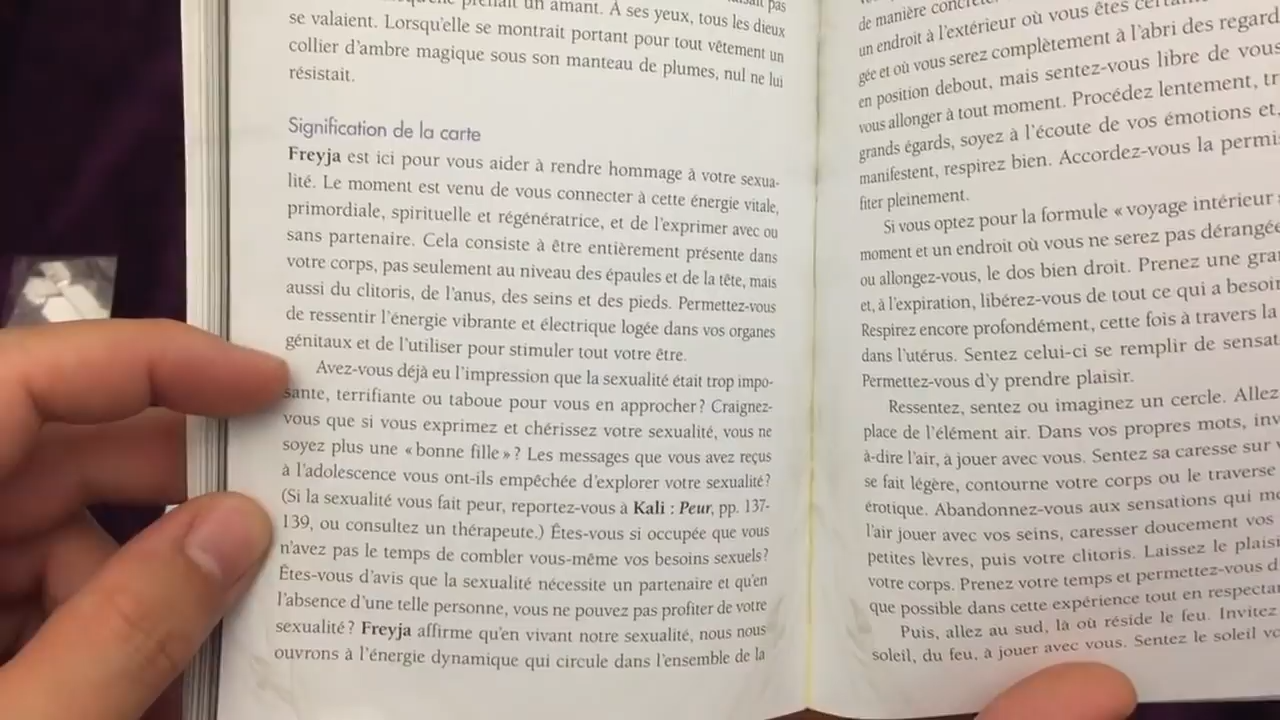 un amant. À ses yeux, tous les dieux
se valaient. Lorsqu'elle se montrait portant pour tout vêtement un
collier d'ambre magique sous son manteau de plumes, nul ne lui
résistait.
Signification de la carte
Freyja est ici pour vous aider à rendre hommage à votre sexua-
lité. Le moment est venu de vous connecter à cette énergie vitale,
primordiale, spirituelle et régénératrice, et de l'exprimer avec ou
sans partenaire. Cela consiste à être entièrement présente dans
votre corps, pas seulement au niveau des épaules et de la tête, mais
aussi du clitoris, de l'anus, des seins et des pieds. Permettez-vous
de ressentir l'énergie vibrante et électrique logée dans vos organes
génitaux et de l'utiliser pour stimuler tout votre être.
Avez-vous déjà eu l'impression que la sexualité était trop impo-
sante, terrifiante ou taboue pour vous en approcher? Craignez-
vous que si vous exprimez et chérissez votre sexualité, vous ne
soyez plus une « bonne fille » ? Les messages que vous avez reçus
à l'adolescence vous ont-ils empêchée d'explorer votre sexualité?
(Si la sexualité vous fait peur, reportez-vous à Kali : Peur, pp. 137-
139, ou consultez un thérapeute.) Êtes-vous si occupée que vous
n'avez pas le temps de combler vous-même vos besoins sexuels?
Êtes-vous d'avis que la sexualité nécessite un partenaire et qu'en
l'absence d'une telle personne, vous ne pouvez pas profiter de votre
sexualité? Freyja affirme qu'en vivant notre sexualité, nous nous
ouvrons à l'énergie dynamique qui circule dans l'ensemble de la
de manière
un endroit à l'extérieur où vous êtes
gée et où vous serez complètement à l'abri des regard
en position debout, mais sentez-vous libre de vous
vous allonger à tout moment. Procédez lentement, tr
grands égards, soyez à l'écoute de vos émotions et,
manifestent, respirez bien. Accordez-vous la permi
fiter pleinement.
Si vous optez pour la formule « voyage intérieur
moment et un endroit où vous ne serez pas dérangée
ou allongez-vous, le dos bien droit. Prenez une gra
et, à l'expiration, libérez-vous de tout ce qui a besoin
Respirez encore profondément, cette fois à travers la
dans l'utérus. Sentez celui-ci se remplir de sensat
Permettez-vous d'y prendre plaisir.
Ressentez, sentez ou imaginez un cercle. Allez
place de l'élément air. Dans vos propres mots, inv
à-dire l'air, à jouer avec vous. Sentez sa caresse sur
se fait légère, contourne votre corps ou le traverse
érotique. Abandonnez-vous aux sensations qui
l'air jouer avec vos seins, caresser doucement vos
petites lèvres, puis votre clitoris. Laissez le plaisi
votre corps. Prenez votre temps et permettez-vous d
que possible dans cette expérience tout en respecta
Puis, allez au sud, là où réside le feu. Invitez
soleil, du feu, à jouer avec vous. Sentez le soleil